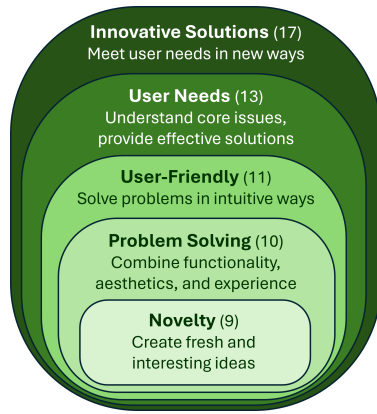 Innovative Solutions (17)
Meet user needs in new ways
User Needs (13)
Understand core issues,
provide effective solutions
User-Friendly (11)
Solve problems in intuitive ways
Problem Solving (10)
Combine functionality,
aesthetics, and experience
Novelty (9)
Create fresh and
interesting ideas